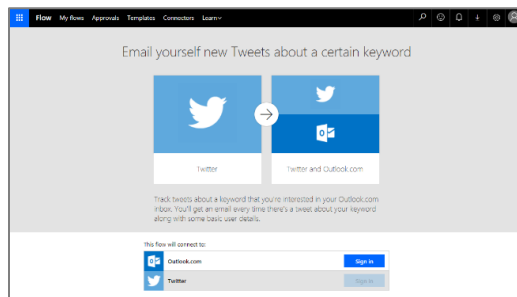 Flow My flows Approvals Templates Connectors Learn
Email yourself new Tweets about a certain keyword
Twitter
Twitter and Outlook.com
Track tweets about a keyword that you're interested in your Outlook.com
inbox. You'll get an email every time there's a tweet about your keyword
along with some basic user details.
This flow will connect to:
Outlook.com Sign in
Twitter Sign in